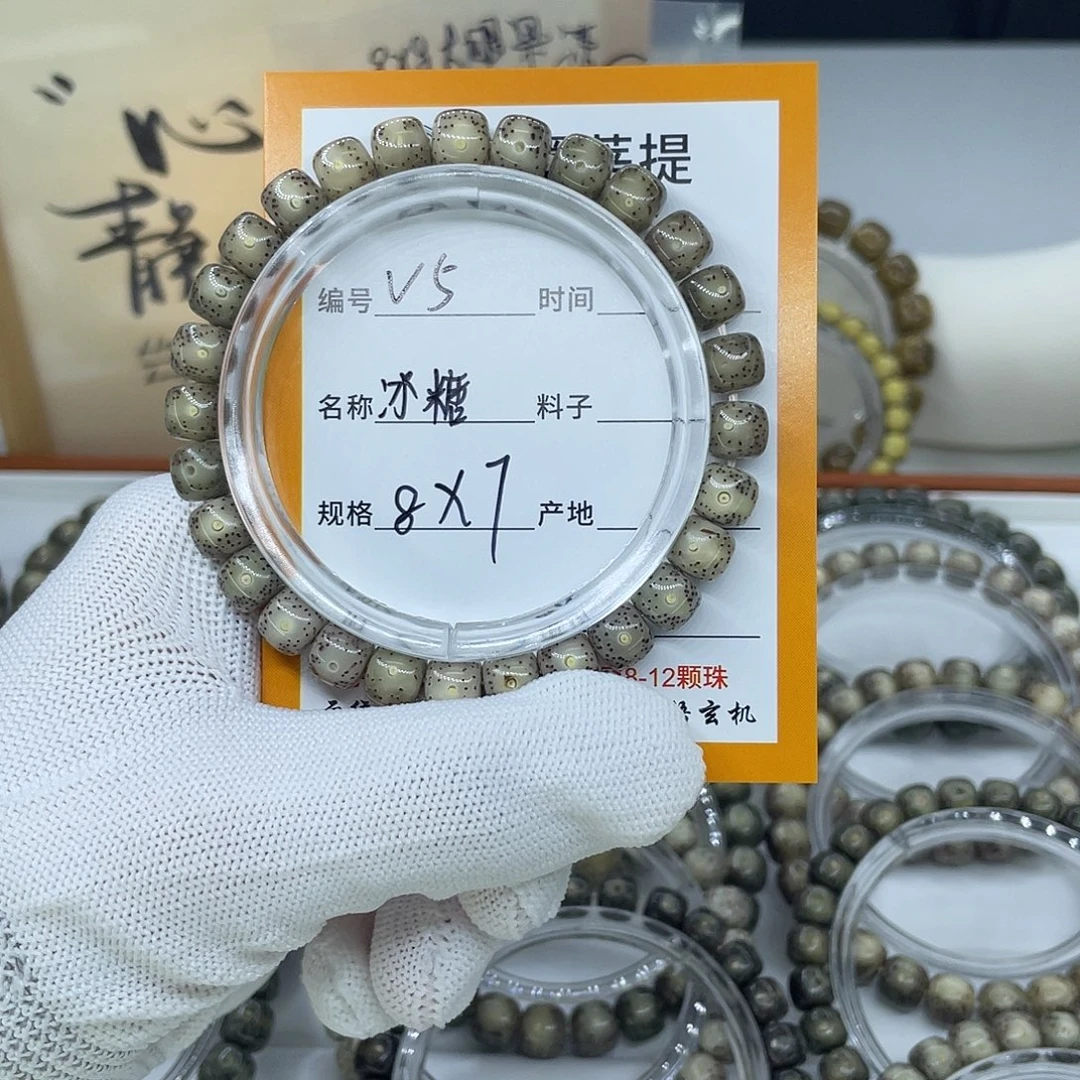 “心
静
菩提
编号 V5 时间
名称 冰糖 料子
规格 8X7 产地
8-12颗珠
玄机